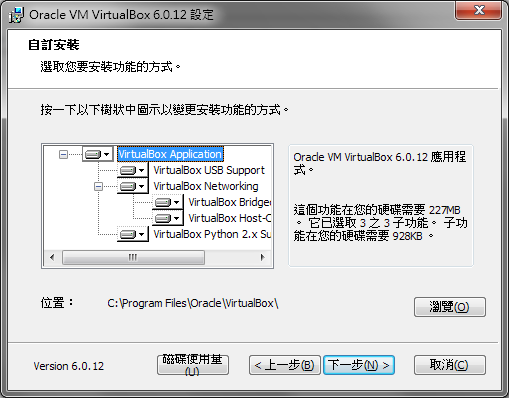 Oracle VM VirtualBox 6.0.12 設定
自訂安裝
選取您要安裝功能的方式。
按一下以下樹狀中圖示以變更安裝功能的方式。
VirtualBox Application
VirtualBox USB Support
VirtualBox Networking
VirtualBox Bridge
VirtualBox Host-O
VirtualBox Python 2.x Su
Oracle VM VirtualBox 6.0.12 應用程
式。
這個功能在您的硬碟需要 227MB
。 它已選取 3 之 3 子功能。 子功
能在您的硬碟需要 928KB 。
位置： C:\Program Files\Oracle\VirtualBox\
瀏覽(O)
Version 6.0.12
磁碟使用量
(U)
< 上一步(B)
下一步(N) >
取消(C)